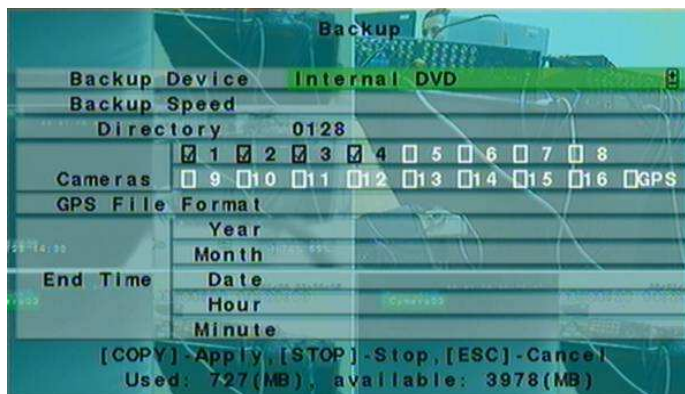 Backup
Backup Device Internal DVD
Backup Speed
Directory 0128
1 2 3 4 5 6 7 8
Cameras 9 10 11 12 13 14 15 16 GPS
GPS File Format
Year
Month
End Time Date
Hour
Minute
[COPY]-Apply,[STOP]-Stop,[ESC]-Cancel
Used: 727(MB), available: 3978(MB)